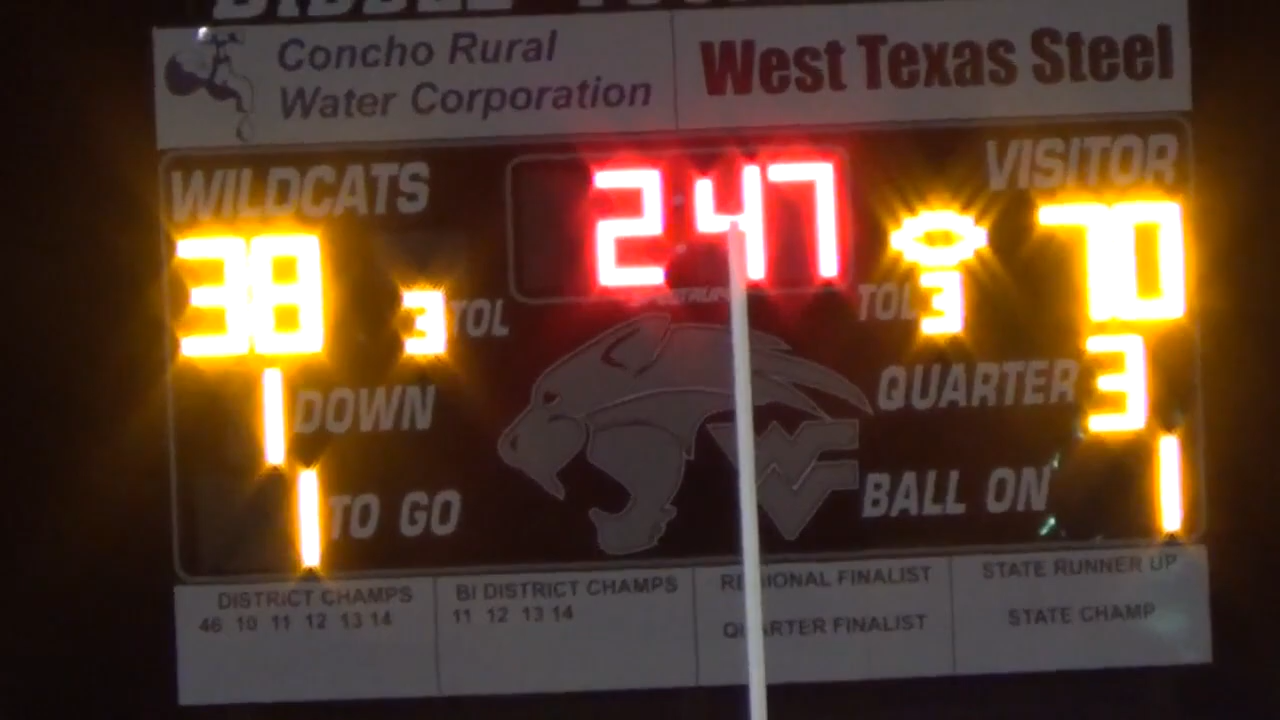 Concho Rural
Water Corporation
West Texas Steel
WILDCATS 2:47 VISITOR
38 3 TOL TOL 3 70
1 DOWN QUARTER 3
1 TO GO BALL ON 1
WC
DISTRICT CHAMPS
46 10 11 12 13 14
BI DISTRICT CHAMPS
11 12 13 14
REGIONAL FINALIST
QUARTER FINALIST
STATE RUNNER UP
STATE CHAMP